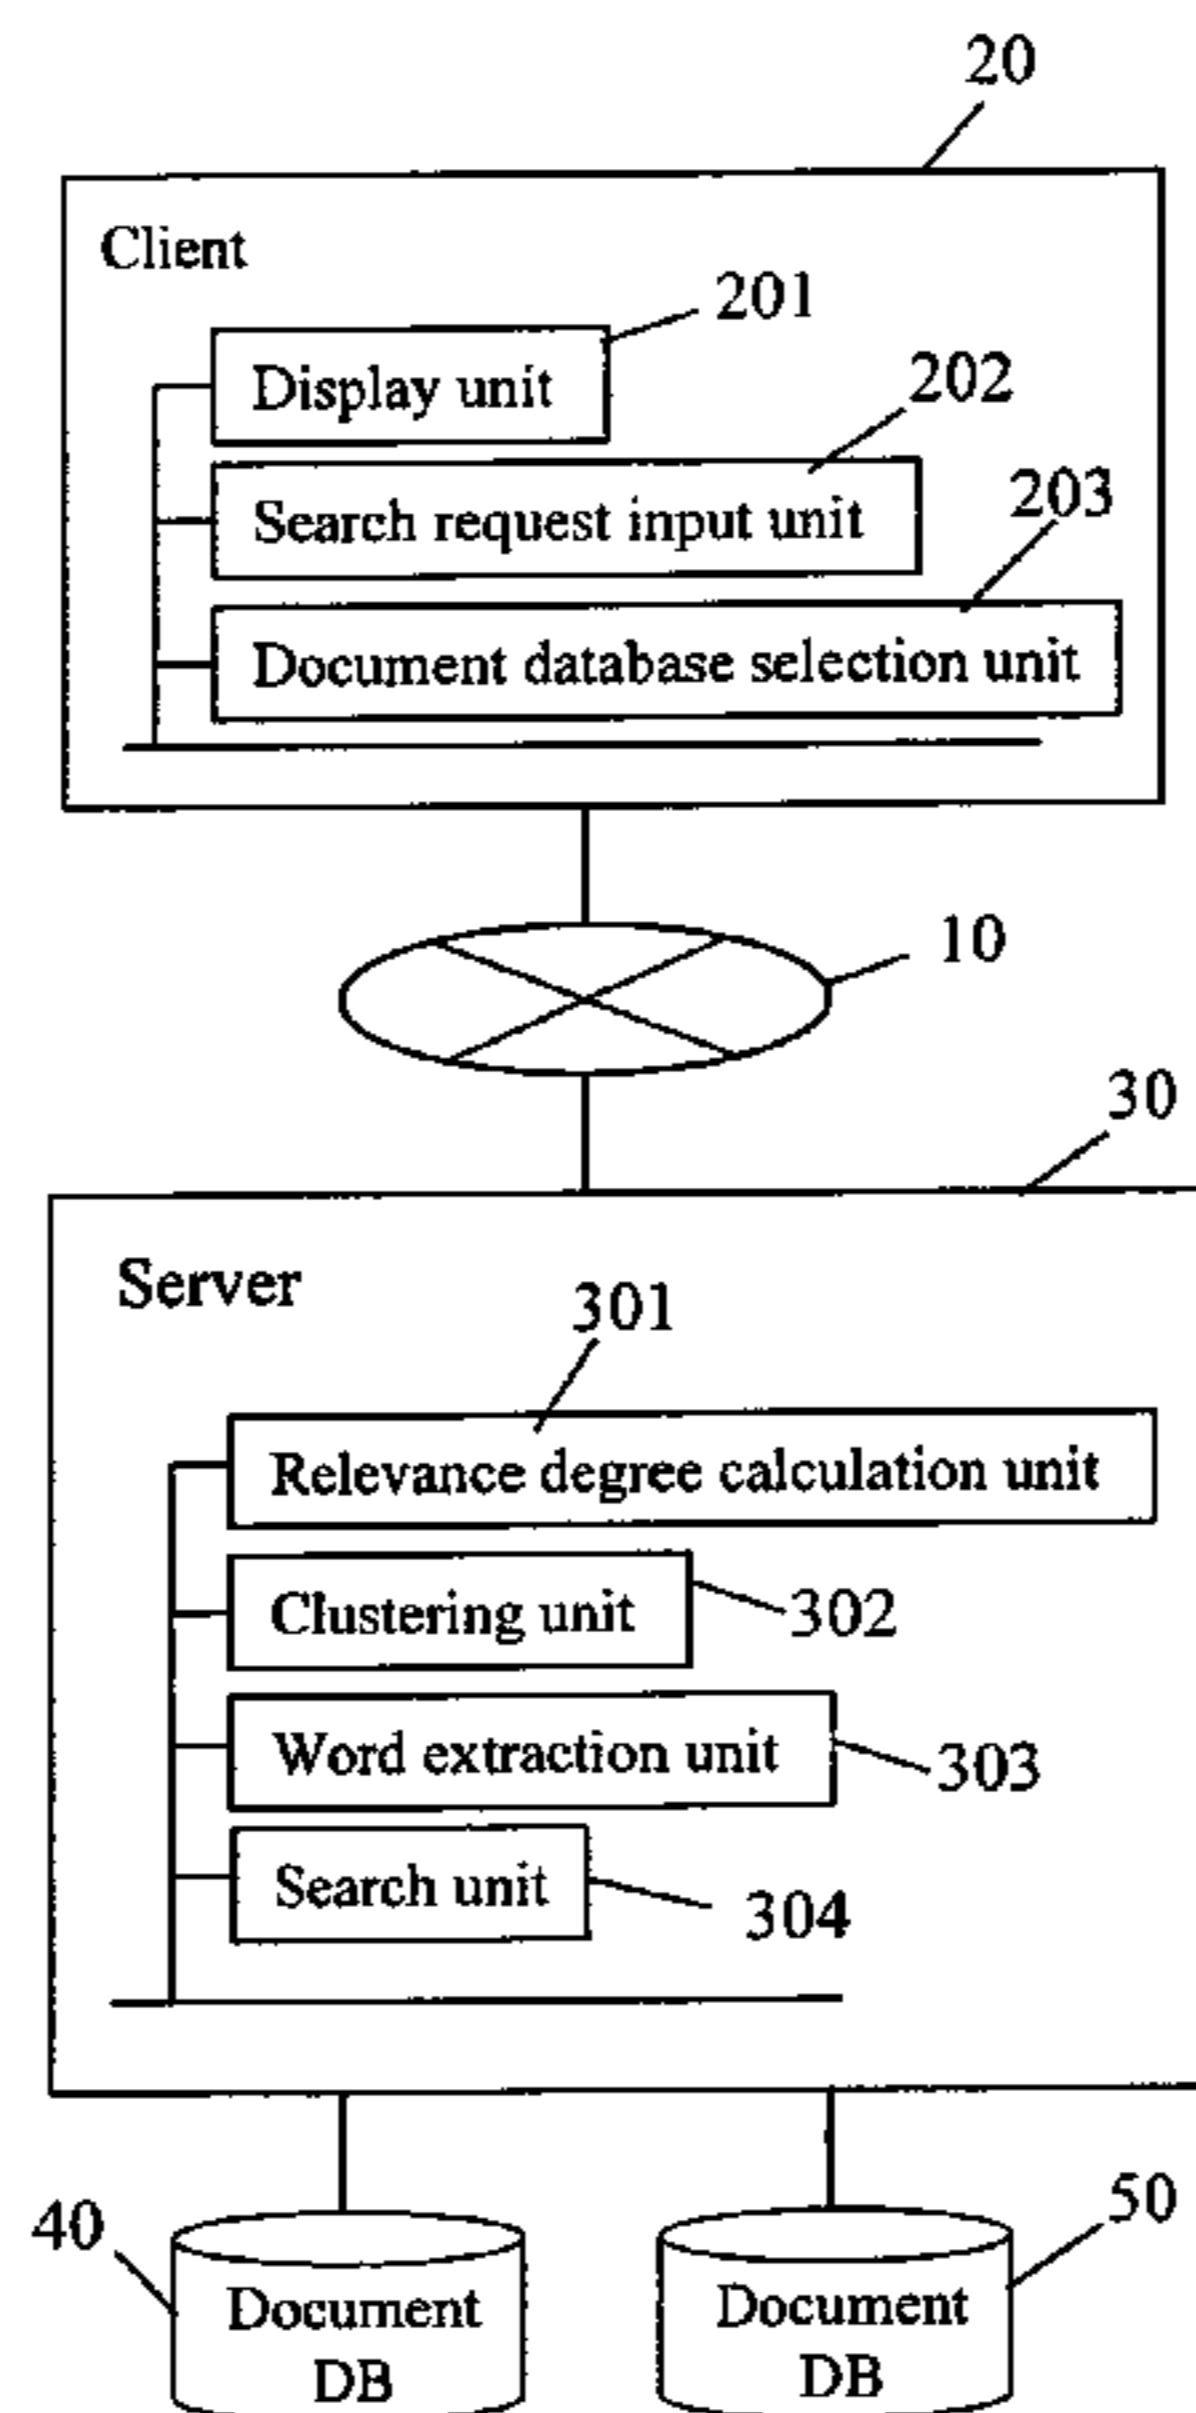 20
Client
201
Display unit
202
Search request input unit
203
Document database selection unit
10
30
Server
301
Relevance degree calculation unit
Clustering unit
302
Word extraction unit
303
Search unit
304
40
50
Document
DB
Document
DB